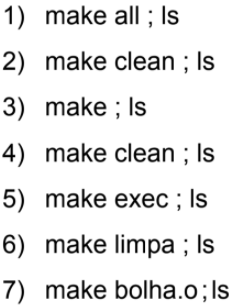 1) make all ; ls
2) make clean ; ls
3) make ; ls
4) make clean ; ls
5) make exec ; ls
6) make limpa ; ls
7) make bolha.o;ls